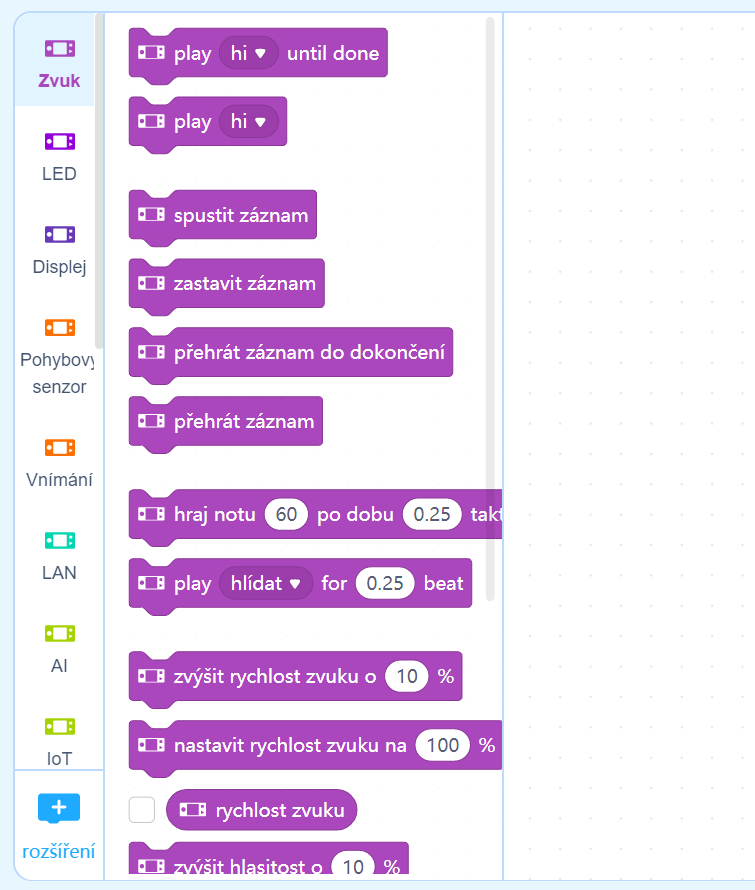 Zvuk
LED
Displej
Pohybový
senzor
Vnímání
LAN
AI
IoT
rozšíření
play hi until done
play hi
spustit záznam
zastavit záznam
přehrát záznam do dokončení
přehrát záznam
hraj notu 60 po dobu 0.25 takt
play hlídat for 0.25 beat
zvýšit rychlost zvuku o 10 %
nastavit rychlost zvuku na 100 %
rychlost zvuku
zvýšit hlasitost o 10 %